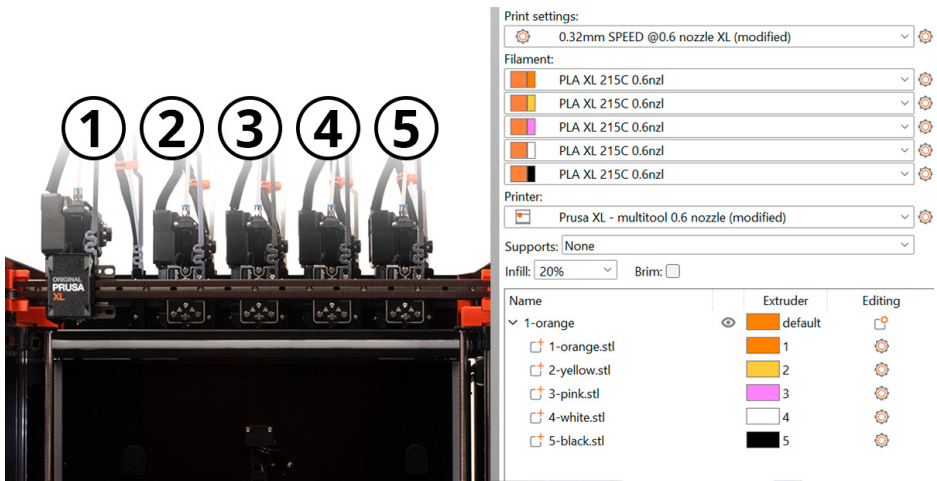 1 2 3 4 5
ORIGINAL
PRUSA
XL
Print settings:
0.32mm SPEED @0.6 nozzle XL (modified)
Filament:
PLA XL 215C 0.6nzl
PLA XL 215C 0.6nzl
PLA XL 215C 0.6nzl
PLA XL 215C 0.6nzl
PLA XL 215C 0.6nzl
Printer:
Prusa XL - multitool 0.6 nozzle (modified)
Supports: None
Infill: 20% Brim:
Name Extruder Editing
1-orange default
1-orange.stl 1
2-yellow.stl 2
3-pink.stl 3
4-white.stl 4
5-black.stl 5